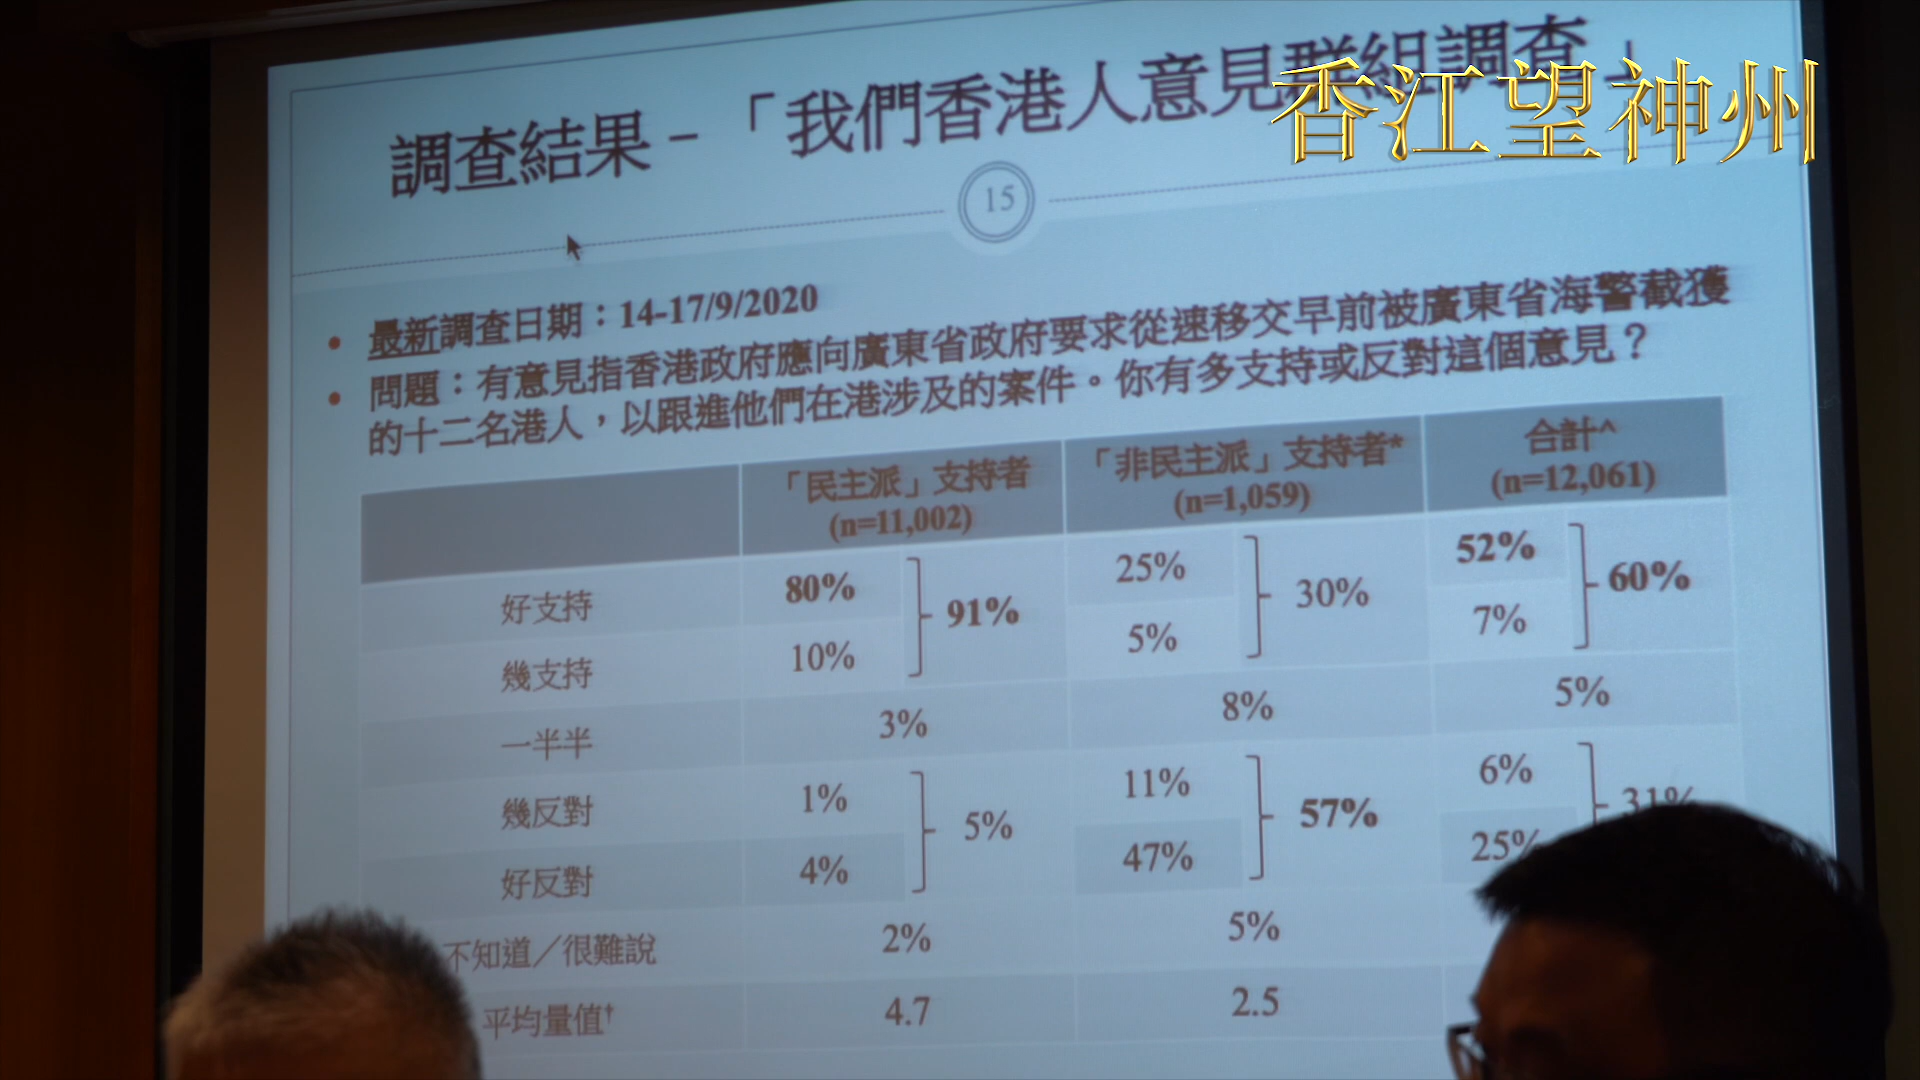 調查結果 – 「我們香港人意見群組調查」
香江望神州
15
• 最新調查日期：14-17/9/2020
• 問題：有意見指香港政府應向廣東省政府要求從速移交早前被廣東省海警截獲
的十二名港人，以跟進他們在港涉及的案件。你有多支持或反對這個意見？
「民主派」支持者 「非民主派」支持者* 合計^
(n=11,002) (n=1,059) (n=12,061)
好支持 80% 91% 25% 30% 52% 60%
幾支持 10% 5% 7%
一半半 3% 8% 5%
幾反對 1% 5% 11% 57% 6% 31%
好反對 4% 47% 25%
不知道／很難說 2% 5%
平均量值† 4.7 2.5